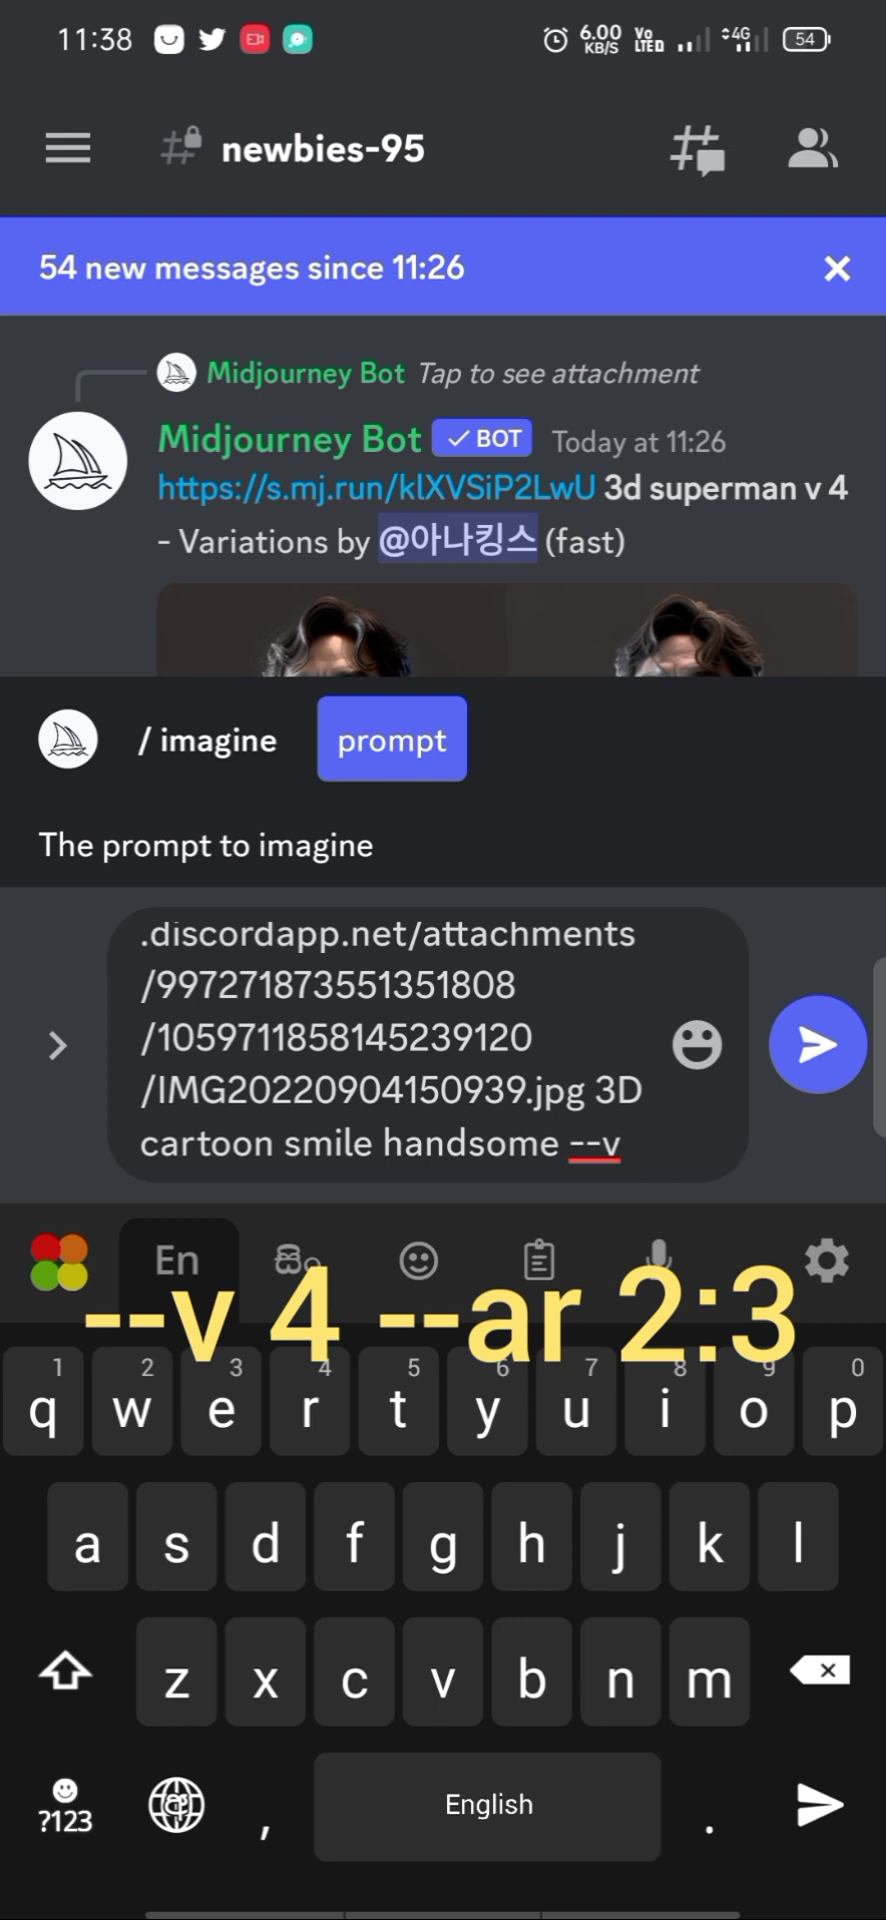 11:38
6.00 KB/S Vo LTED 4G 54
newbies-95
54 new messages since 11:26
Midjourney Bot Tap to see attachment
Midjourney Bot ✓ BOT Today at 11:26
https://s.mj.run/klXVSiP2LwU 3d superman v 4
- Variations by @아나킹스 (fast)
/ imagine prompt
The prompt to imagine
.discordapp.net/attachments
/997271873551351808
/1059711858145239120
/IMG20220904150939.jpg 3D
cartoon smile handsome --v
En
--v 4 --ar 2:3
1 2 3 4 5 6 7 8 9 0
q w e r t y u i o p
a s d f g h j k l
z x c v b n m
?123 , English .